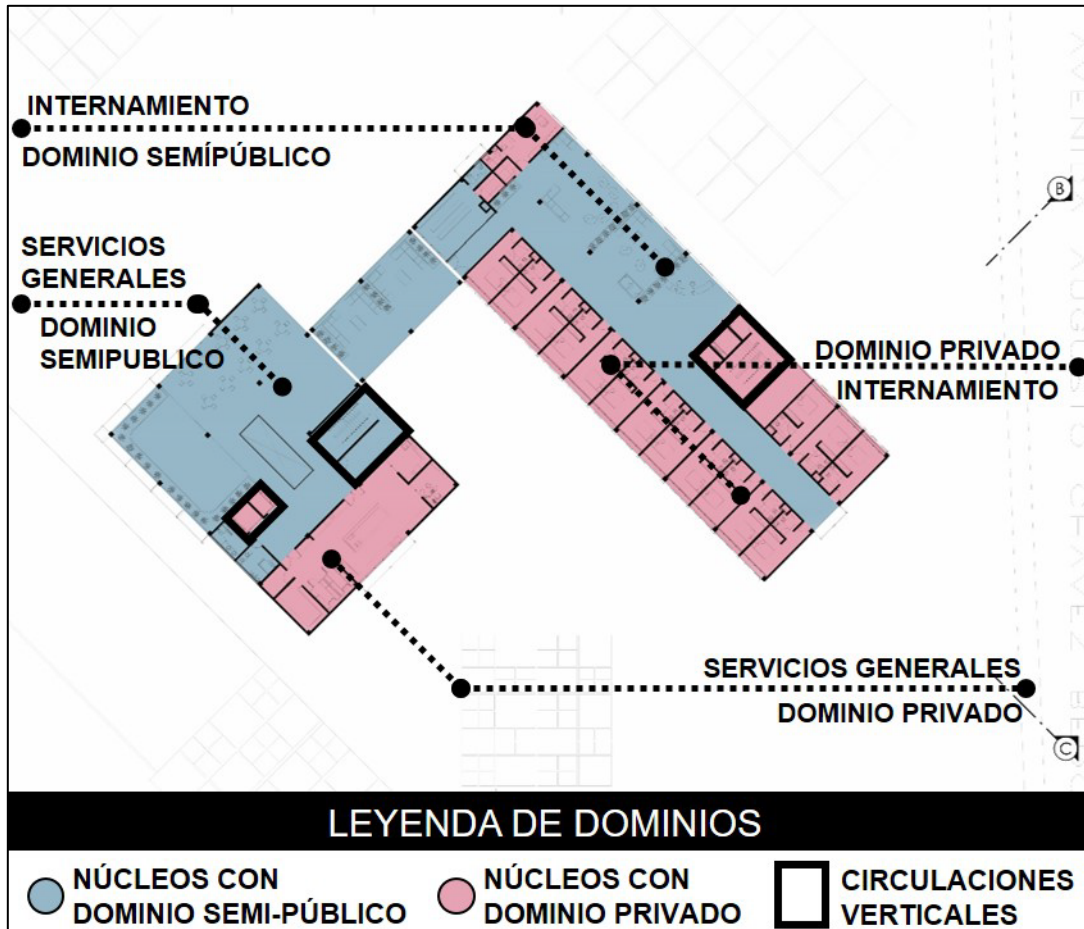 INTERNAMIENTO
DOMINIO SEMÍPÚBLICO
SERVICIOS
GENERALES
DOMINIO
SEMIPUBLICO
B
DOMINIO PRIVADO
INTERNAMIENTO
SERVICIOS GENERALES
DOMINIO PRIVADO
C
LEYENDA DE DOMINIOS
NÚCLEOS CON
DOMINIO SEMI-PÚBLICO
NÚCLEOS CON
DOMINIO PRIVADO
CIRCULACIONES
VERTICALES